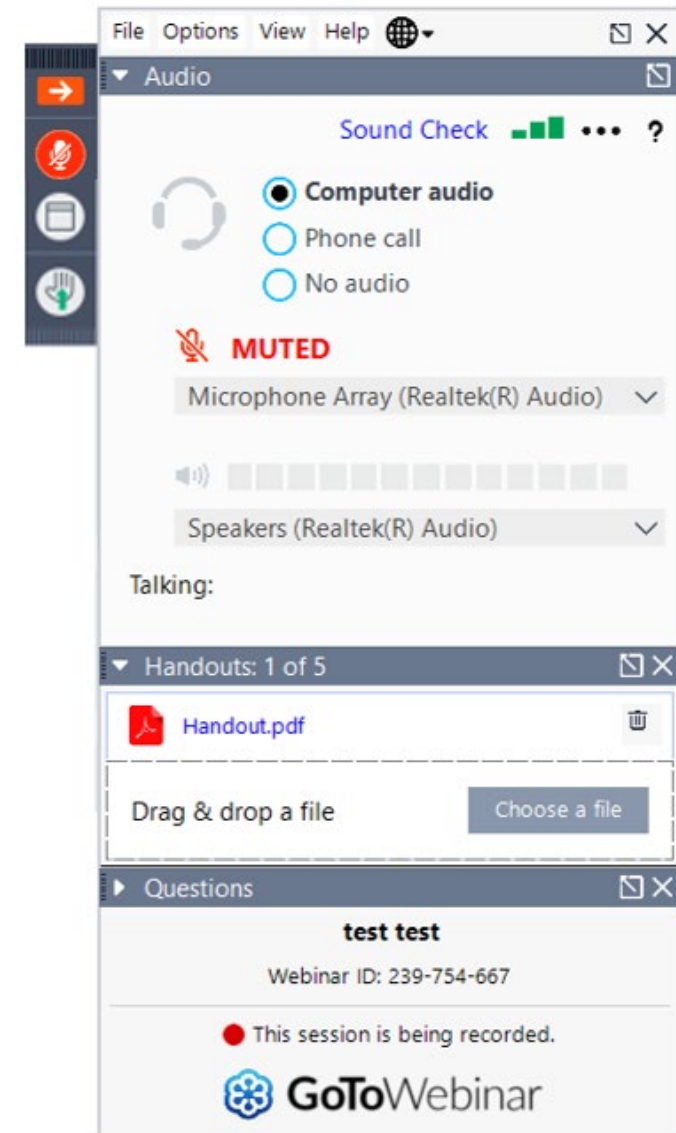 File Options View Help
Audio
Sound Check ?
Computer audio
Phone call
No audio
MUTED
Microphone Array (Realtek(R) Audio)
Speakers (Realtek(R) Audio)
Talking:
Handouts: 1 of 5
Handout.pdf
Drag & drop a file Choose a file
Questions
test test
Webinar ID: 239-754-667
This session is being recorded.
GoToWebinar